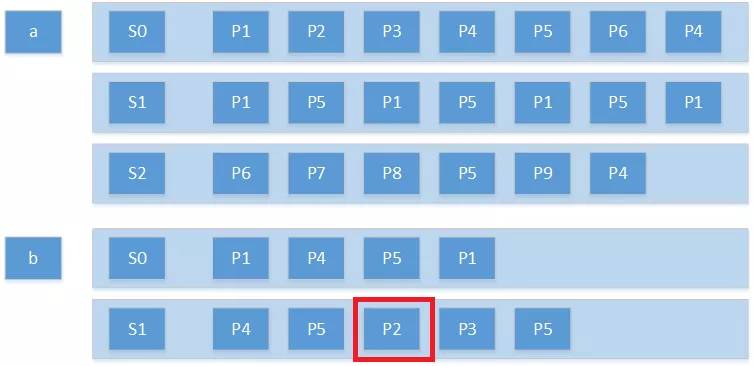 a S0 P1 P2 P3 P4 P5 P6 P4
S1 P1 P5 P1 P5 P1 P5 P1
S2 P6 P7 P8 P5 P9 P4
b S0 P1 P4 P5 P1
S1 P4 P5 P2 P3 P5